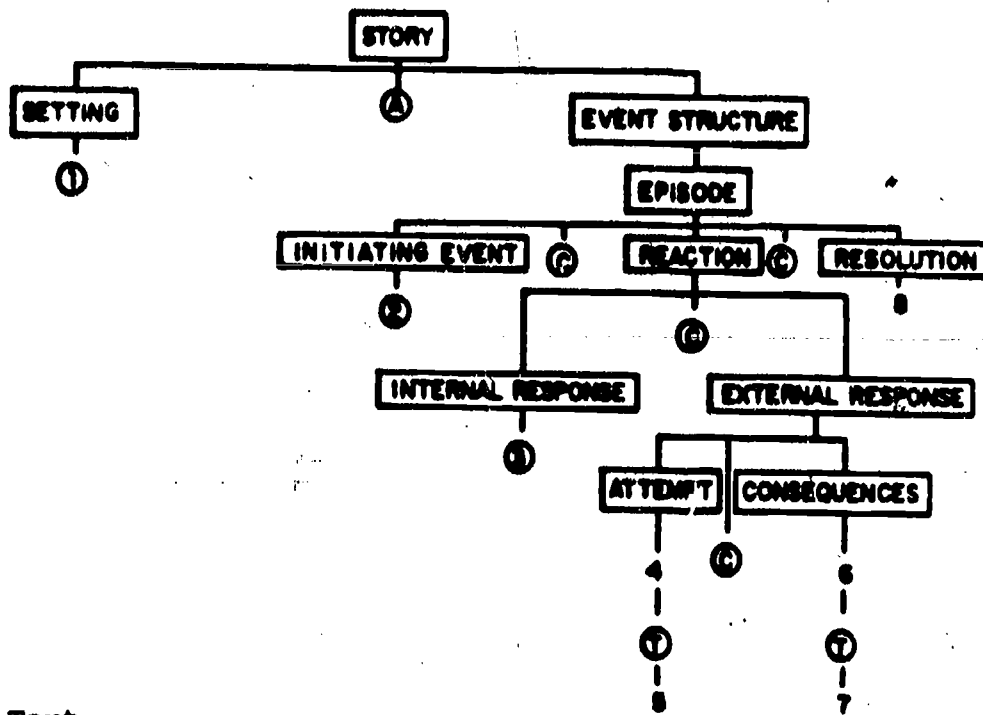 STORY
SETTING
A
EVENT STRUCTURE
1
EPISODE
INITIATING EVENT
C
REACTION
C
RESOLUTION
2
INTERNAL RESPONSE
EXTERNAL RESPONSE
3
ATTEMPT
CONSEQUENCES
C
4
6
T
T
5
7